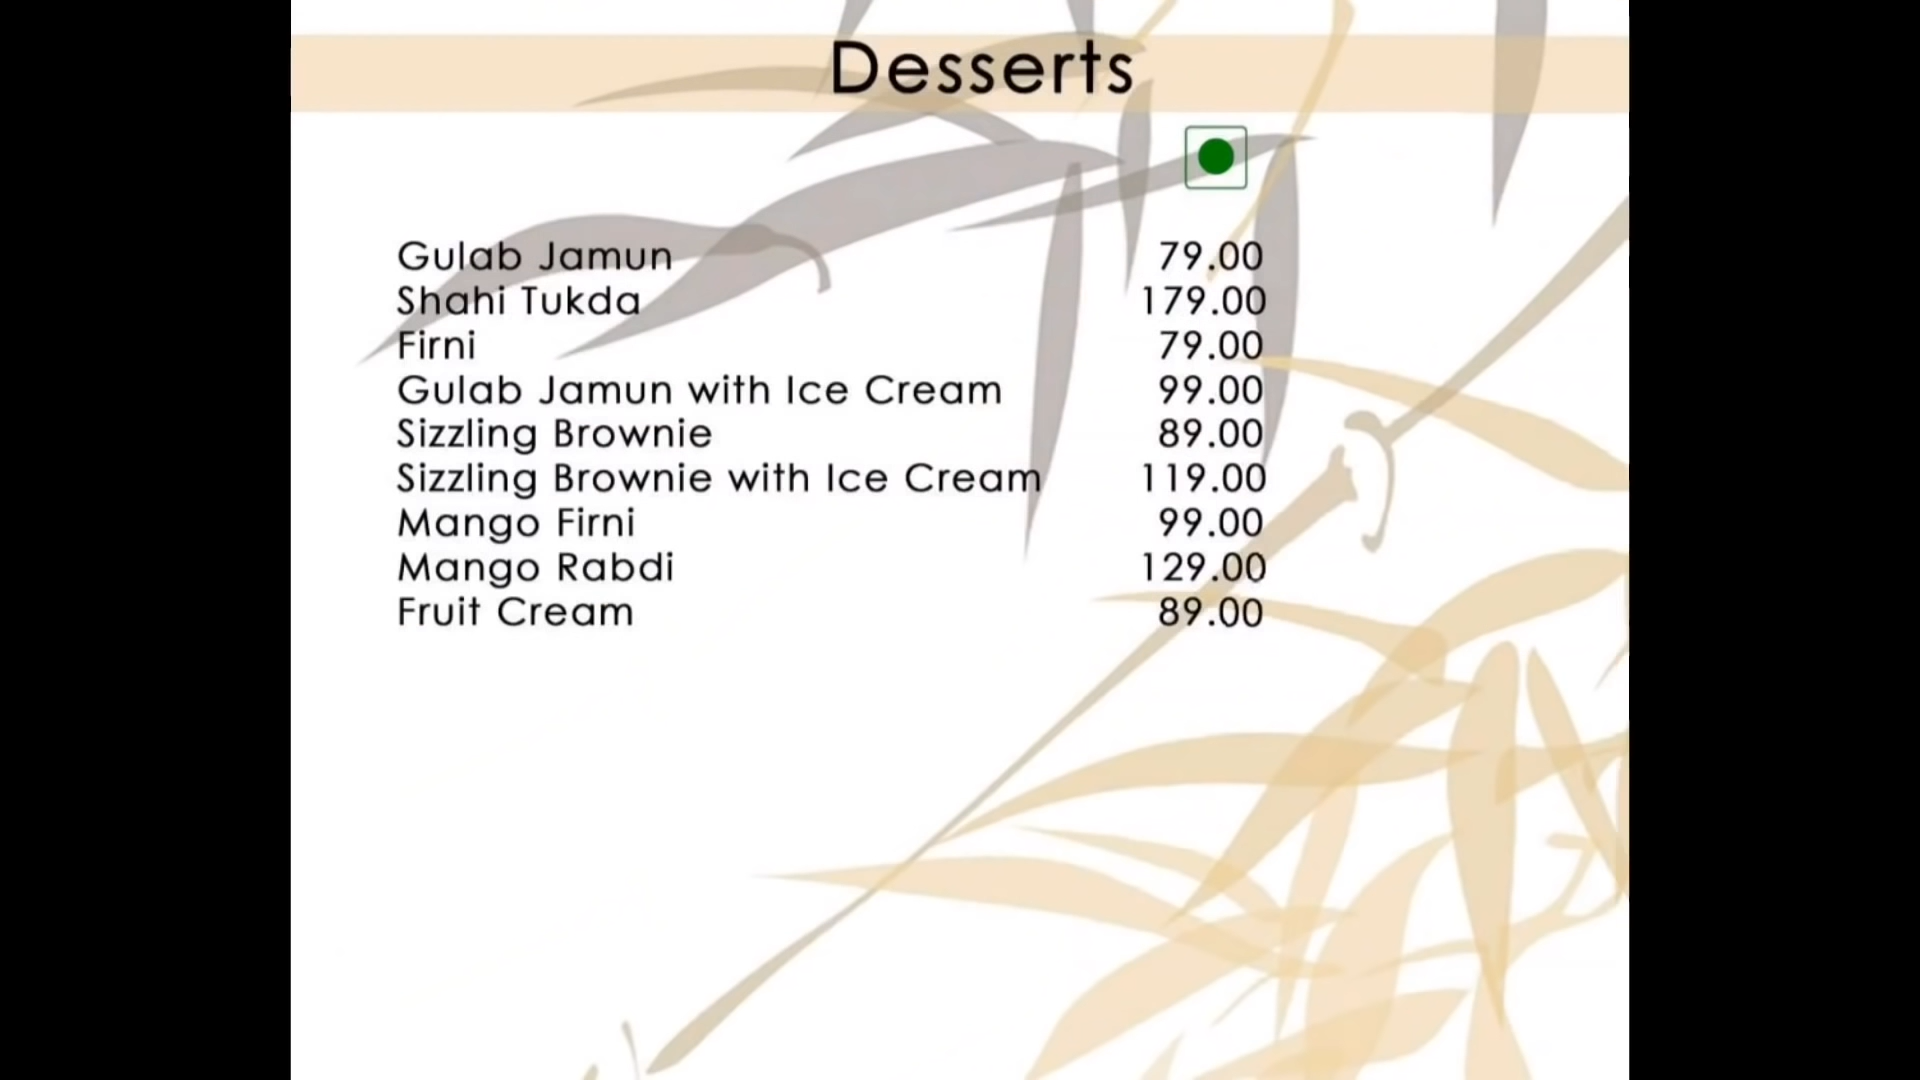 Desserts
Gulab Jamun 79.00
Shahi Tukda 179.00
Firni 79.00
Gulab Jamun with Ice Cream 99.00
Sizzling Brownie 89.00
Sizzling Brownie with Ice Cream 119.00
Mango Firni 99.00
Mango Rabdi 129.00
Fruit Cream 89.00